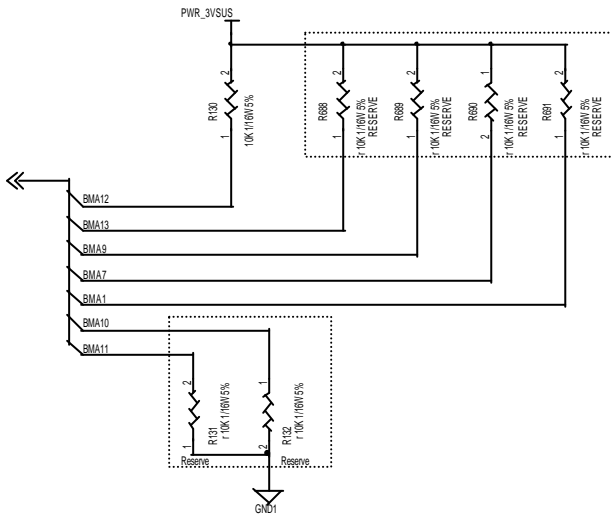 PWR_3VSUS
2
R130
10K 1/16W 5%
1
2
R688
r 10K 1/16W 5%
RESERVE
1
2
R689
r 10K 1/16W 5%
RESERVE
1
1
R690
r 10K 1/16W 5%
RESERVE
2
2
R691
r 10K 1/16W 5%
RESERVE
1
BMA12
BMA13
BMA9
BMA7
BMA1
BMA10
BMA11
2
R131
r 10K 1/16W 5%
1
Reserve
1
R132
r 10K 1/16W 5%
2
Reserve
GND1